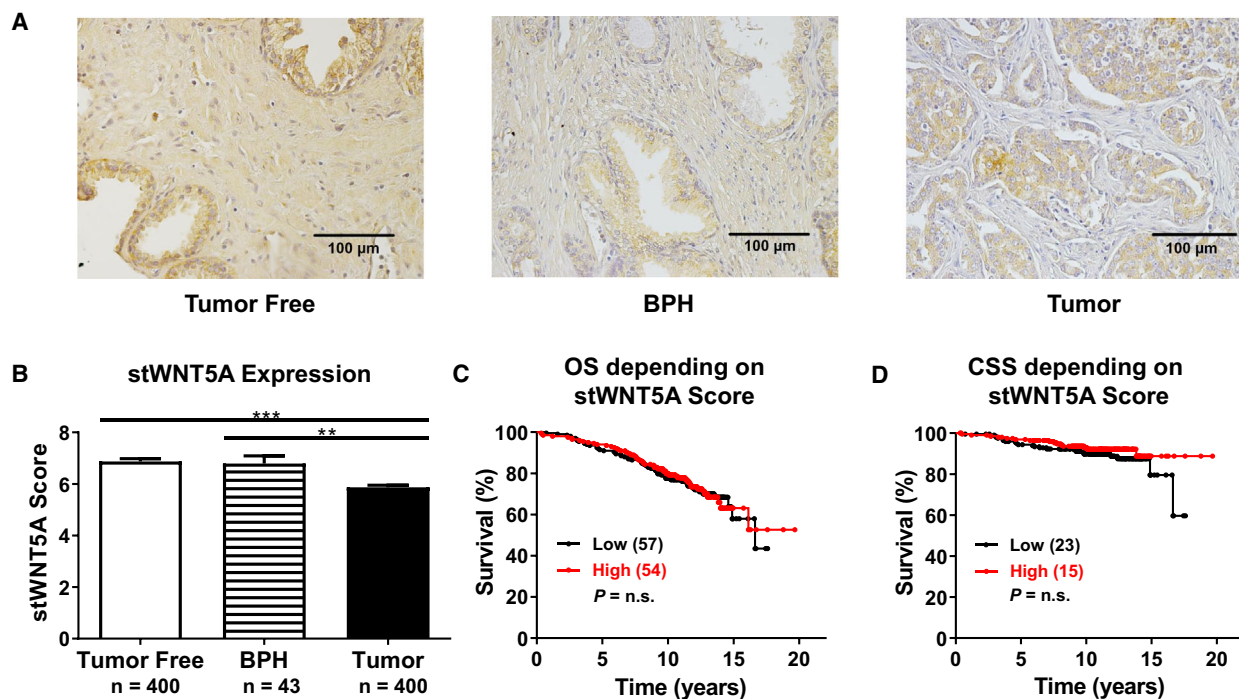 A
100 µm
100 µm
100 µm
Tumor Free
BPH
Tumor
B
stWNT5A Expression
***
**
8
6
4
2
0
stWNT5A Score
Tumor Free
BPH
Tumor
n = 400
n = 43
n = 400
C
OS depending on
stWNT5A Score
100
80
60
40
20
0
Survival (%)
Low (57)
High (54)
P = n.s.
0 5 10 15 20
Time (years)
D
CSS depending on
stWNT5A Score
100
80
60
40
20
0
Survival (%)
Low (23)
High (15)
P = n.s.
0 5 10 15 20
Time (years)